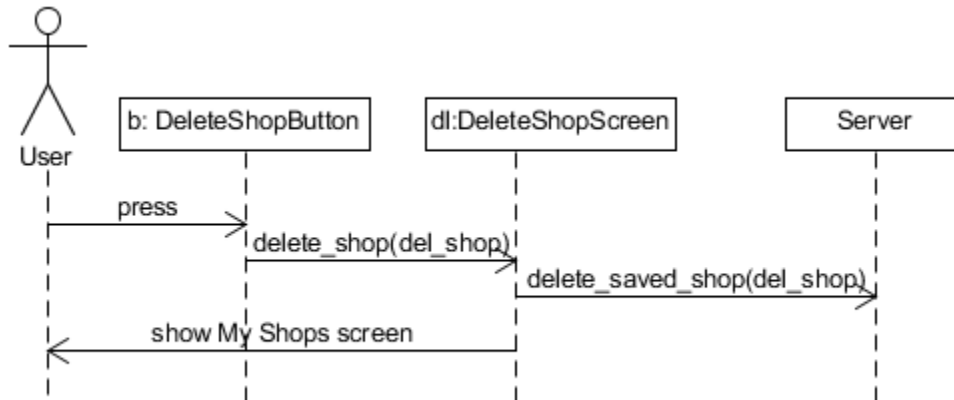 b: DeleteShopButton
dl:DeleteShopScreen
Server
User
press
delete_shop(del_shop)
delete_saved_shop(del_shop)
show My Shops screen